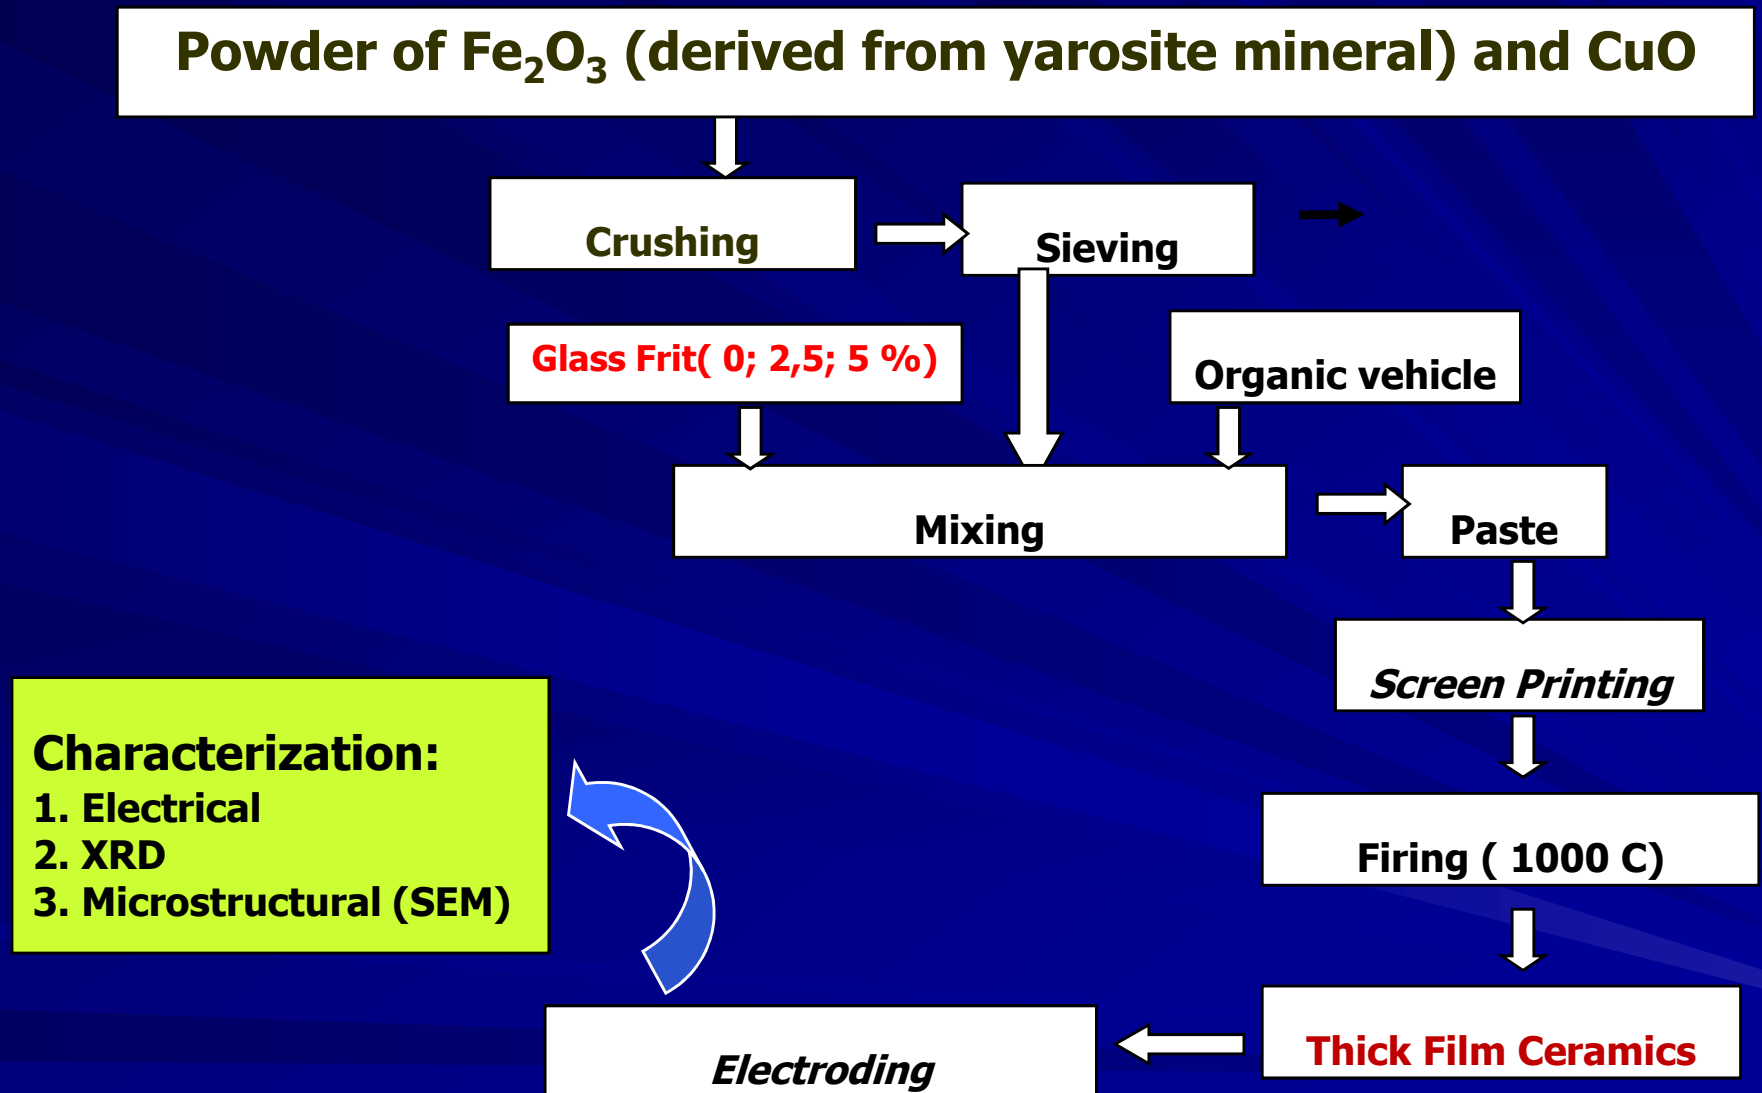 Powder of Fe₂O₃ (derived from yarosite mineral) and CuO
Crushing
Sieving
Glass Frit( 0; 2,5; 5 %)
Organic vehicle
Mixing
Paste
Screen Printing
Characterization:
1. Electrical
2. XRD
3. Microstructural (SEM)
Firing ( 1000 C)
Thick Film Ceramics
Electroding